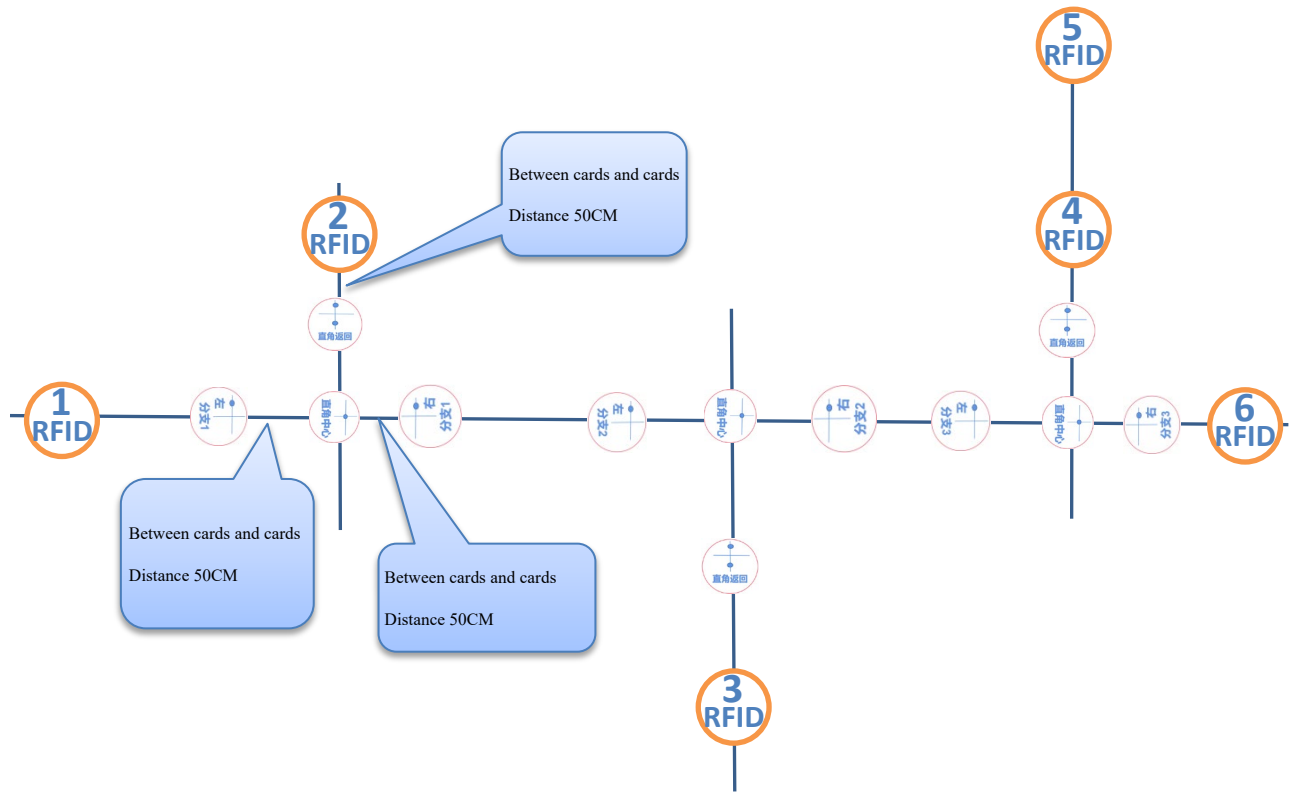 5
RFID
Between cards and cards
Distance 50CM
2
RFID
4
RFID
直角返回
直角返回
1
RFID
左
分支1
直角中心
右
分支1
左
分支2
直角中心
右
分支2
左
分支3
直角中心
右
分支3
6
RFID
Between cards and cards
Distance 50CM
Between cards and cards
Distance 50CM
直角返回
3
RFID